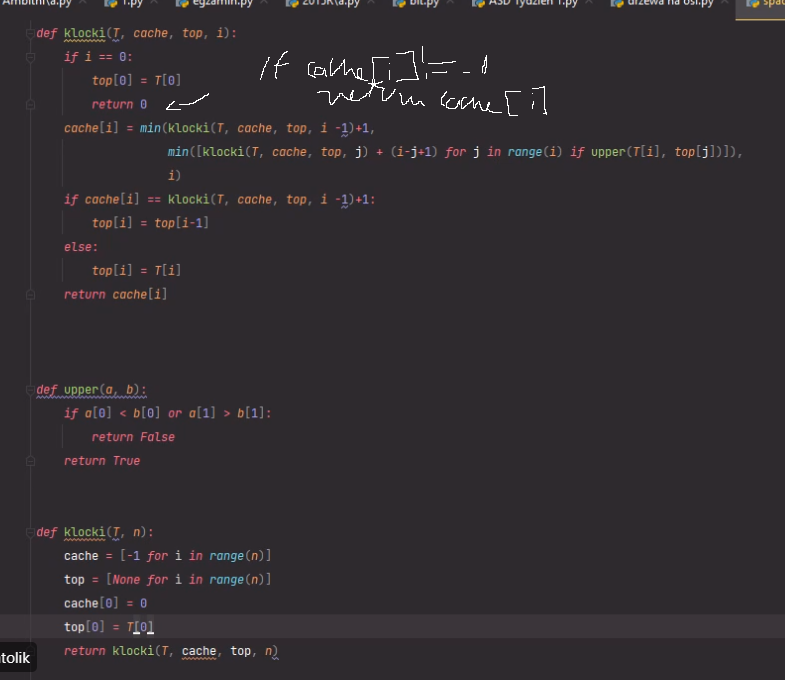 Ambitni\a.py 1.py egzamin.py 2015R\a.py bit.py ASD Tydzień 1.py drzewa na osi.py spac
def klocki(T, cache, top, i):
if i == 0:
top[0] = T[0]
return 0
If cache[i] != -1
return cache[i]
cache[i] = min(klocki(T, cache, top, i -1)+1,
min([klocki(T, cache, top, j) + (i-j+1) for j in range(i) if upper(T[i], top[j])]),
i)
if cache[i] == klocki(T, cache, top, i -1)+1:
top[i] = top[i-1]
else:
top[i] = T[i]
return cache[i]
def upper(a, b):
if a[0] < b[0] or a[1] > b[1]:
return False
return True
def klocki(T, n):
cache = [-1 for i in range(n)]
top = [None for i in range(n)]
cache[0] = 0
top[0] = T[0]
return klocki(T, cache, top, n)
tolik